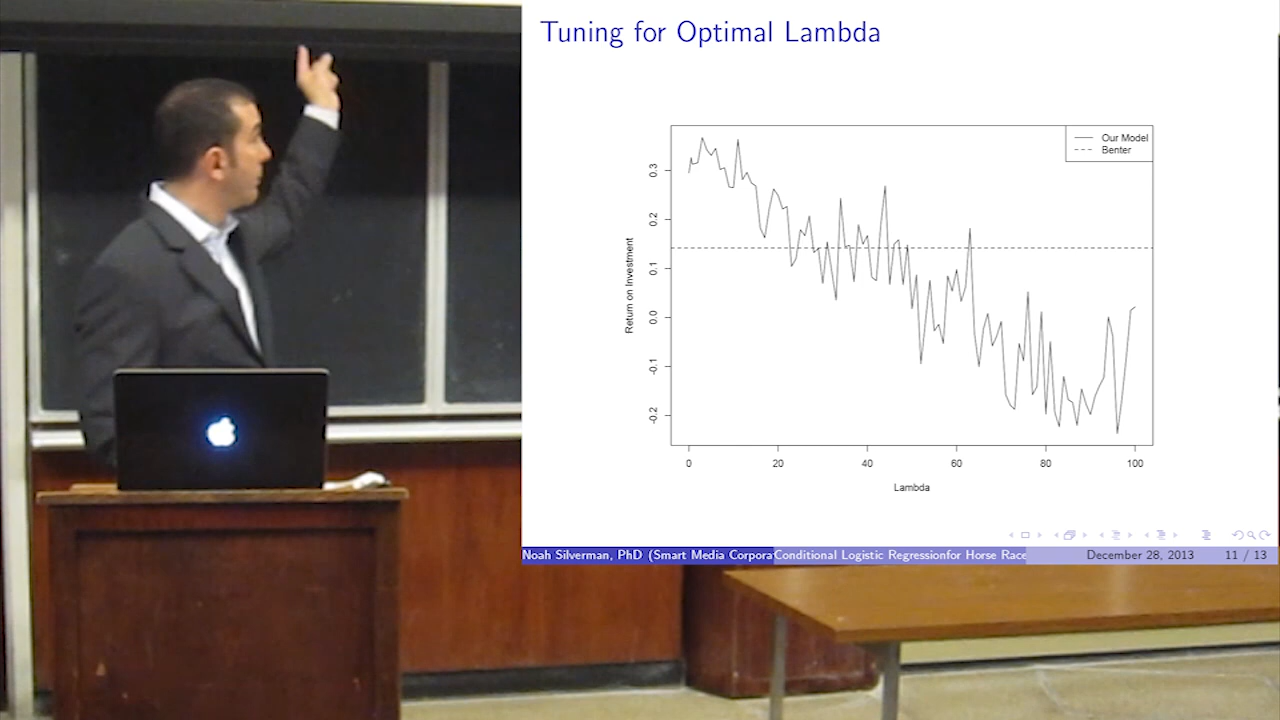 Tuning for Optimal Lambda
Our Model
Benter
Return on Investment
0.3
0.2
0.1
0.0
-0.1
-0.2
0 20 40 60 80 100
Lambda
Noah Silverman, PhD (Smart Media Corpora Conditional Logistic Regressionfor Horse Race December 28, 2013 11 / 13